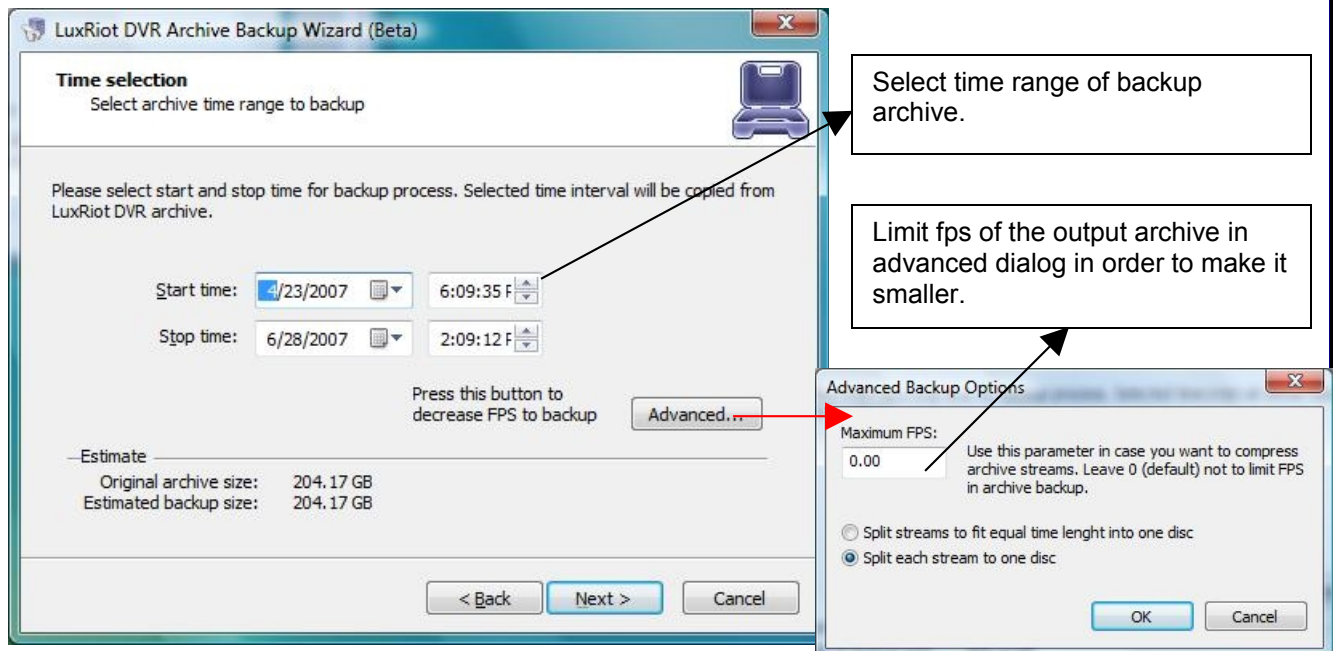 LuxRiot DVR Archive Backup Wizard (Beta)
Time selection
Select archive time range to backup
Please select start and stop time for backup process. Selected time interval will be copied from
LuxRiot DVR archive.
Start time: 4/23/2007 6:09:35 F
Stop time: 6/28/2007 2:09:12 F
Press this button to
decrease FPS to backup
Advanced...
Estimate
Original archive size: 204.17 GB
Estimated backup size: 204.17 GB
< Back Next > Cancel
Select time range of backup
archive.
Limit fps of the output archive in
advanced dialog in order to make it
smaller.
Advanced Backup Options
Maximum FPS:
0.00
Use this parameter in case you want to compress
archive streams. Leave 0 (default) not to limit FPS
in archive backup.
Split streams to fit equal time lenght into one disc
Split each stream to one disc
OK Cancel